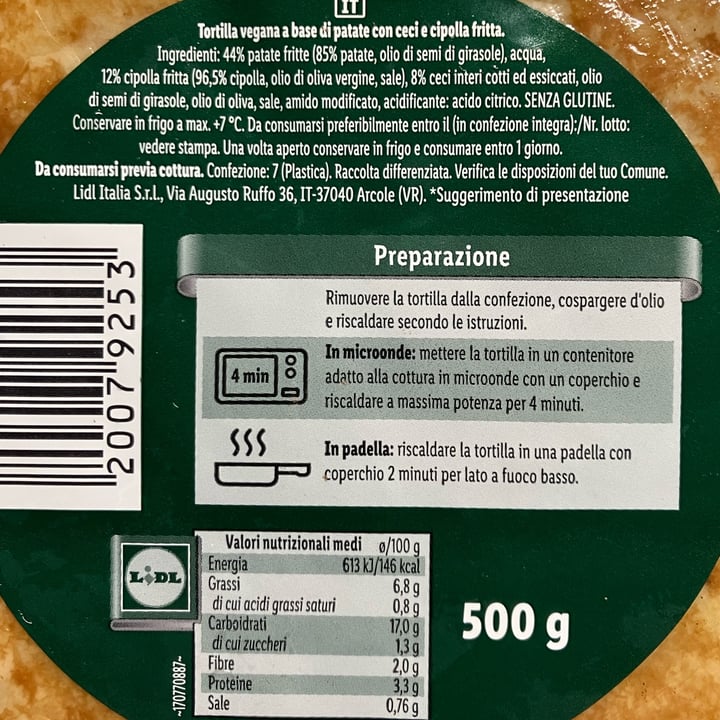 IT
Tortilla vegana a base di patate con ceci e cipolla fritta.
Ingredienti: 44% patate fritte (85% patate, olio di semi di girasole), acqua,
12% cipolla fritta (96,5% cipolla, olio di oliva vergine, sale), 8% ceci interi cotti ed essiccati, olio
di semi di girasole, olio di oliva, sale, amido modificato, acidificante: acido citrico. SENZA GLUTINE.
Conservare in frigo a max. +7 °C. Da consumarsi preferibilmente entro il (in confezione integra):/Nr. lotto:
vedere stampa. Una volta aperto conservare in frigo e consumare entro 1 giorno.
Da consumarsi previa cottura. Confezione: 7 (Plastica). Raccolta differenziata. Verifica le disposizioni del tuo Comune.
Lidl Italia S.r.l., Via Augusto Ruffo 36, IT-37040 Arcole (VR). *Suggerimento di presentazione
20079253
Preparazione
Rimuovere la tortilla dalla confezione, cospargere d'olio
e riscaldare secondo le istruzioni.
4 min
In microonde: mettere la tortilla in un contenitore
adatto alla cottura in microonde con un coperchio e
riscaldare a massima potenza per 4 minuti.
In padella: riscaldare la tortilla in una padella con
coperchio 2 minuti per lato a fuoco basso.
LIDL
Valori nutrizionali medi ø/100 g
Energia 613 kJ/146 kcal
Grassi 6,8 g
di cui acidi grassi saturi 0,8 g
Carboidrati 17,0 g
di cui zuccheri 1,3 g
Fibre 2,0 g
Proteine 3,3 g
Sale 0,76 g
500 g
~170770887~